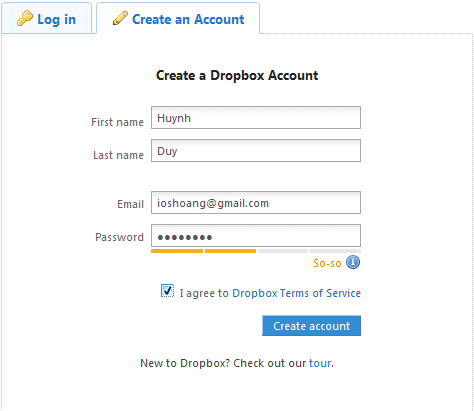 Log in Create an Account
Create a Dropbox Account
First name Huynh
Last name Duy
Email ioshoang@gmail.com
Password ●●●●●●●●
So-so i
I agree to Dropbox Terms of Service
Create account
New to Dropbox? Check out our tour.